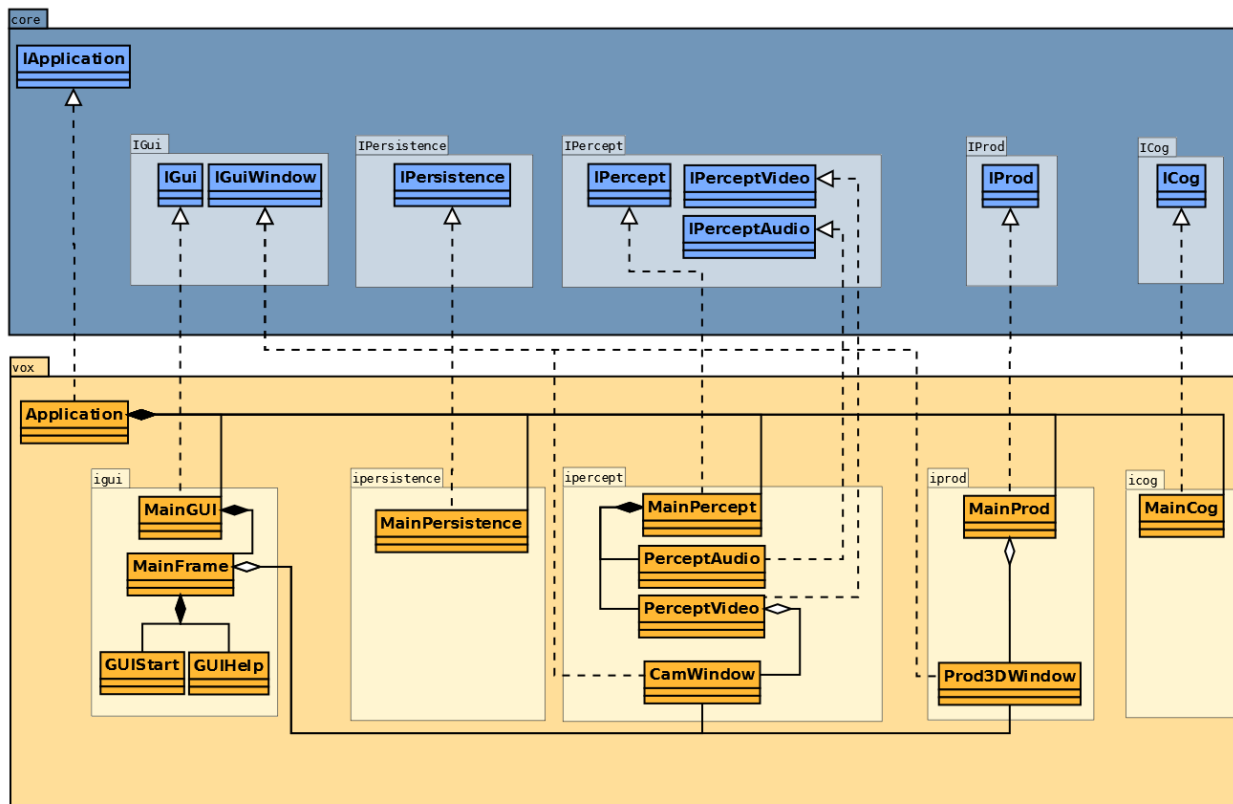 core
IApplication
IGui
IPersistence
IPercept
IProd
ICog
IGui
IGuiWindow
IPersistence
IPercept
IPerceptVideo
IProd
ICog
IPerceptAudio
vox
Application
igui
ipersistence
ipercept
iprod
icog
MainGUI
MainPersistence
MainPercept
MainProd
MainCog
MainFrame
PerceptAudio
PerceptVideo
GUIStart
GUIHelp
CamWindow
Prod3DWindow